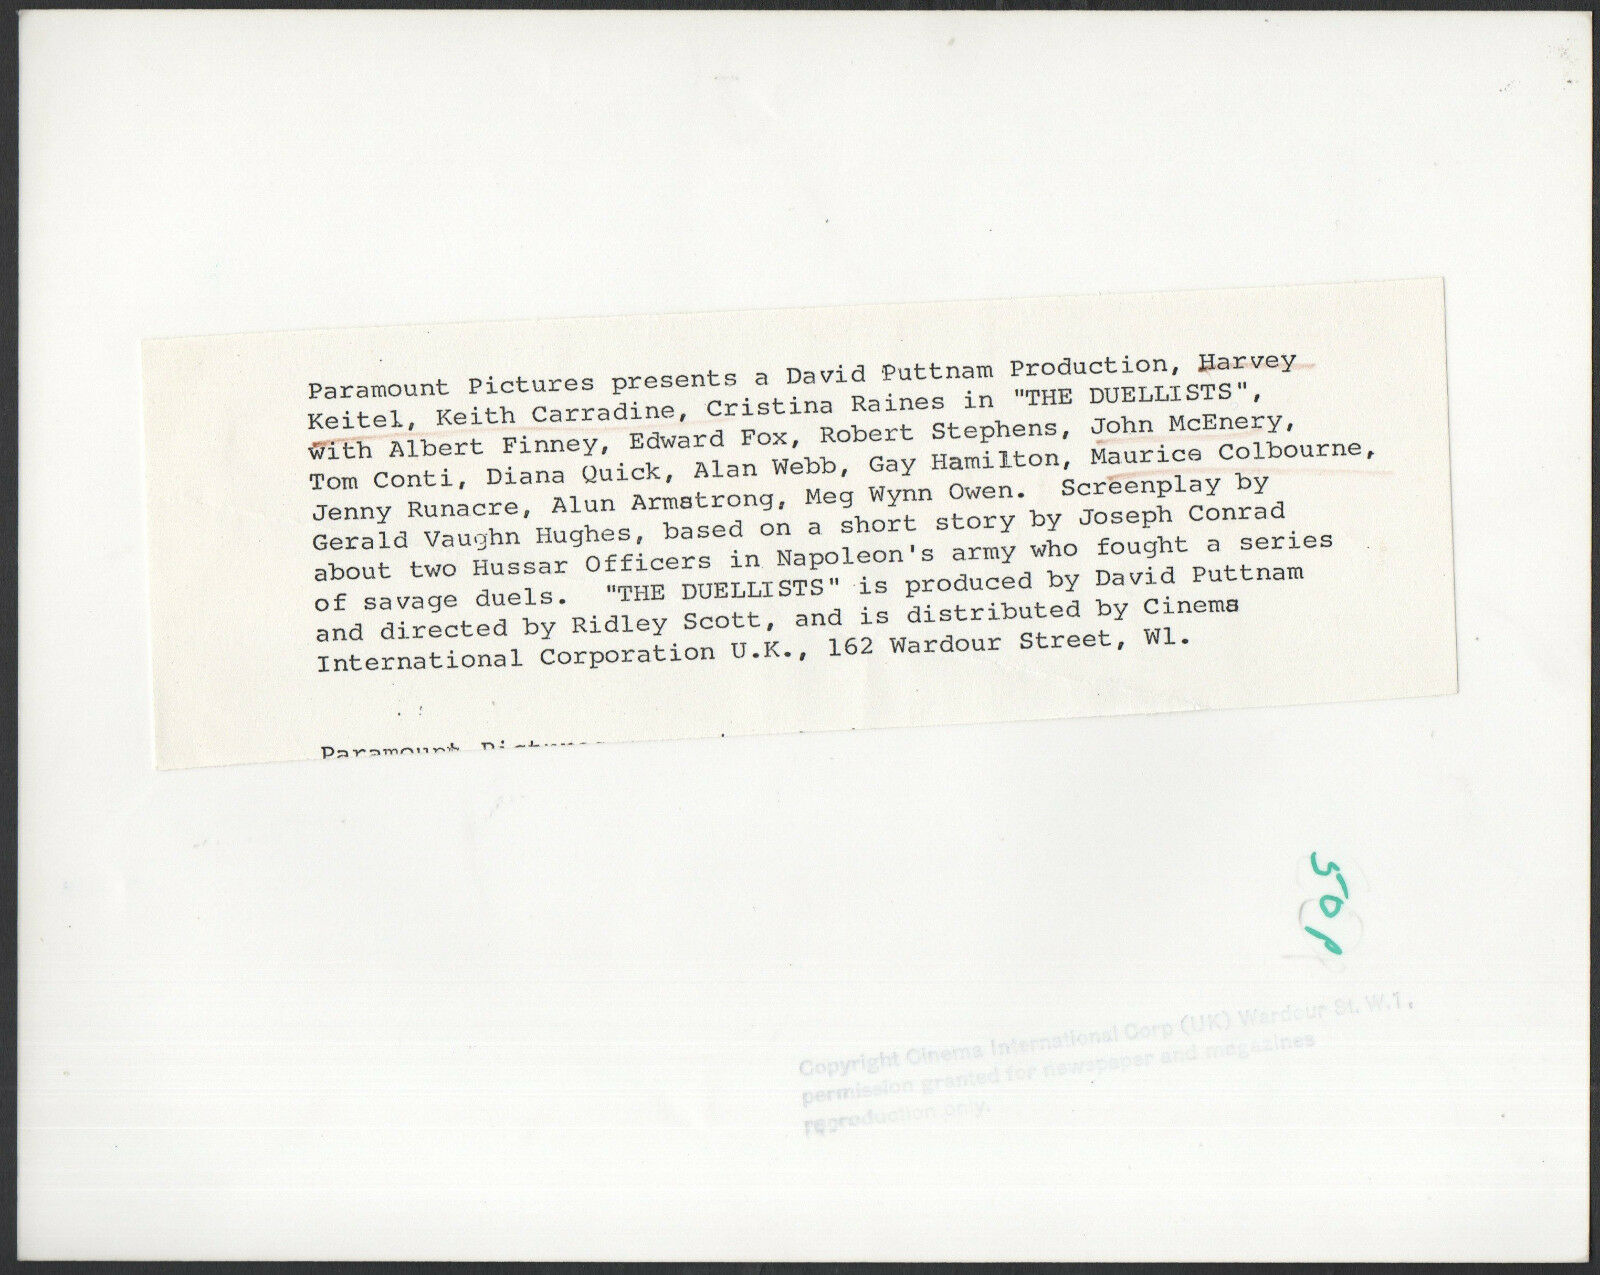 Paramount Pictures presents a David Puttnam Production, Harvey
Keitel, Keith Carradine, Cristina Raines in "THE DUELLISTS",
with Albert Finney, Edward Fox, Robert Stephens, John McEnery,
Tom Conti, Diana Quick, Alan Webb, Gay Hamilton, Maurice Colbourne,
Jenny Runacre, Alun Armstrong, Meg Wynn Owen. Screenplay by
Gerald Vaughn Hughes, based on a short story by Joseph Conrad
about two Hussar Officers in Napoleon's army who fought a series
of savage duels. "THE DUELLISTS" is produced by David Puttnam
and directed by Ridley Scott, and is distributed by Cinema
International Corporation U.K., 162 Wardour Street, W1.
Paramount Pictures
50p
Copyright Cinema International Corp (UK) Wardour St. W.1.
permission granted for newspaper and magazines
reproduction only.